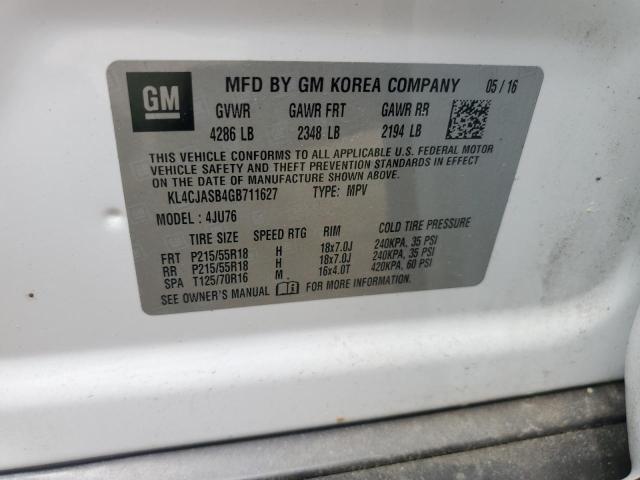 GM
MFD BY GM KOREA COMPANY 05/16
GVWR GAWR FRT GAWR RR
4286 LB 2348 LB 2194 LB
THIS VEHICLE CONFORMS TO ALL APPLICABLE U.S. FEDERAL MOTOR
VEHICLE SAFETY AND THEFT PREVENTION STANDARDS IN EFFECT
ON THE DATE OF MANUFACTURE SHOWN ABOVE.
KL4CJASB4GB711627 TYPE: MPV
MODEL: 4JU76
TIRE SIZE SPEED RTG RIM COLD TIRE PRESSURE
FRT P215/55R18 H 18x7.0J 240KPA, 35 PSI
RR P215/55R18 H 18x7.0J 240KPA, 35 PSI
SPA T125/70R16 M 16x4.0T 420KPA, 60 PSI
SEE OWNER'S MANUAL FOR MORE INFORMATION.